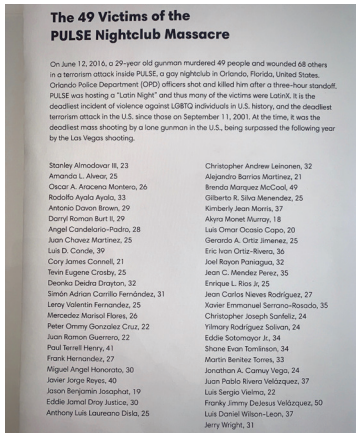 The 49 Victims of the
PULSE Nightclub Massacre
On June 12, 2016, a 29-year old gunman murdered 49 people and wounded 68 others
in a terrorism attack inside PULSE, a gay nightclub in Orlando, Florida, United States.
Orlando Police Department (OPD) officers shot and killed him after a three-hour standoff.
PULSE was hosting a "Latin Night" and thus many of the victims were LatinX. It is the
deadliest incident of violence against LGBTQ individuals in U.S. history, and the deadliest
terrorism attack in the U.S. since those on September 11, 2001. At the time, it was the
deadliest mass shooting by a lone gunman in the U.S., being surpassed the following year
by the Las Vegas shooting.
Stanley Almodovar III, 23
Amanda L. Alvear, 25
Oscar A. Aracena Montero, 26
Rodolfo Ayala Ayala, 33
Antonio Davon Brown, 29
Darryl Roman Burt II, 29
Angel Candelario-Padro, 28
Juan Chavez Martinez, 25
Luis D. Conde, 39
Cory James Connell, 21
Tevin Eugene Crosby, 25
Deonka Deidra Drayton, 32
Simón Adrian Carrillo Fernández, 31
Leroy Valentin Fernandez, 25
Mercedez Marisol Flores, 26
Peter Ommy Gonzalez Cruz, 22
Juan Ramon Guerrero, 22
Paul Terrell Henry, 41
Frank Hernandez, 27
Miguel Angel Honorato, 30
Javier Jorge Reyes, 40
Jason Benjamin Josaphat, 19
Eddie Jamal Droy Justice, 30
Anthony Luis Laureano Disla, 25
Christopher Andrew Leinonen, 32
Alejandro Barrios Martinez, 21
Brenda Marquez McCool, 49
Gilberto R. Silva Menendez, 25
Kimberly Jean Morris, 37
Akyra Monet Murray, 18
Luis Omar Ocasio Capo, 20
Gerardo A. Ortiz Jimenez, 25
Eric Ivan Ortiz-Rivera, 36
Joel Rayon Paniagua, 32
Jean C. Mendez Perez, 35
Enrique L. Rios Jr, 25
Jean Carlos Nieves Rodríguez, 27
Xavier Emmanuel Serrano-Rosado, 35
Christopher Joseph Sanfeliz, 24
Yilmary Rodríguez Solivan, 24
Eddie Sotomayor Jr., 34
Shane Evan Tomlinson, 34
Martin Benitez Torres, 33
Jonathan A. Camuy Vega, 24
Juan Pablo Rivera Velázquez, 37
Luis Sergio Vielma, 22
Franky Jimmy DeJesus Velázquez, 50
Luis Daniel Wilson-Leon, 37
Jerry Wright, 31